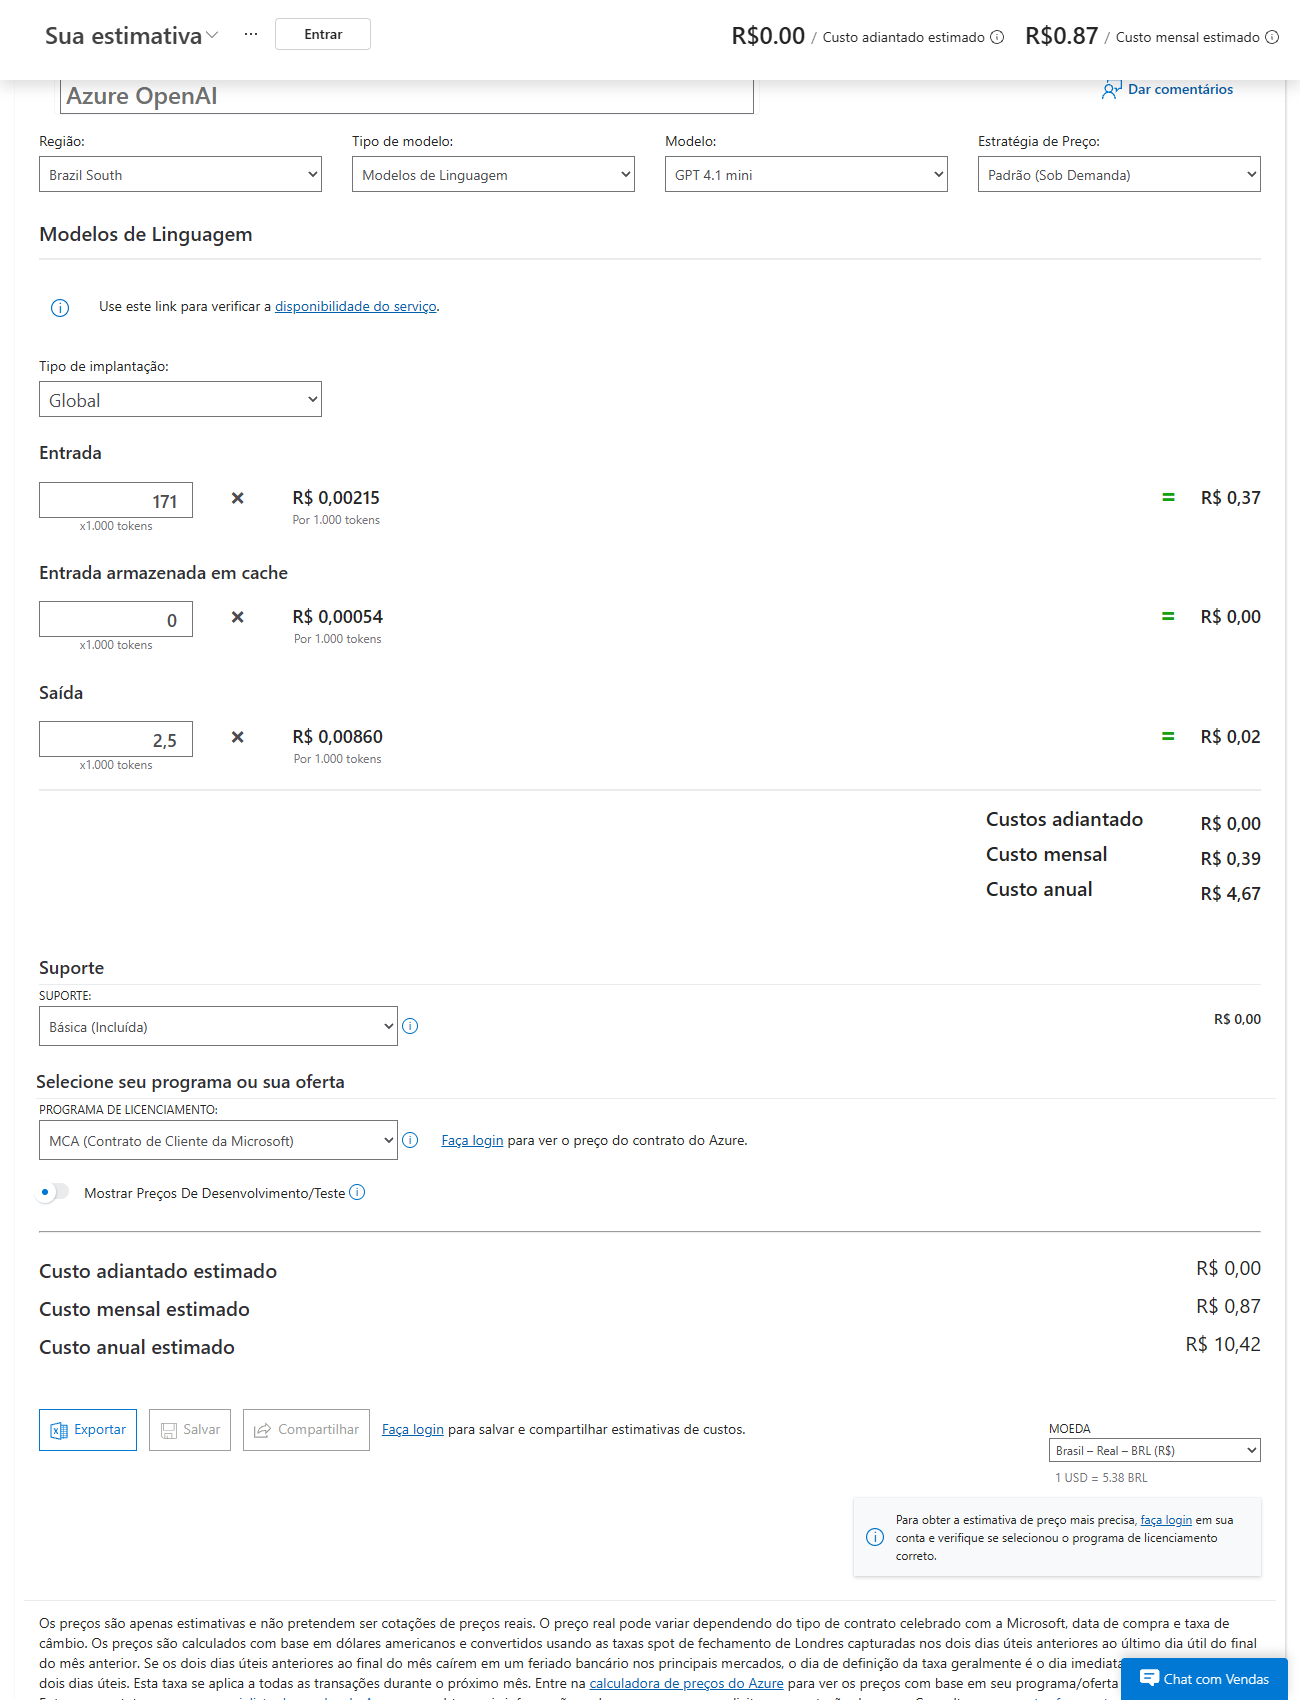 Sua estimativa ... Entrar R$0.00 / Custo adiantado estimado R$0.87 / Custo mensal estimado
Azure OpenAI Dar comentários
Região: Tipo de modelo: Modelo: Estratégia de Preço:
Brazil South Modelos de Linguagem GPT 4.1 mini Padrão (Sob Demanda)
Modelos de Linguagem
Use este link para verificar a disponibilidade do serviço.
Tipo de implantação:
Global
Entrada
171 × R$ 0,00215 = R$ 0,37
x1.000 tokens Por 1.000 tokens
Entrada armazenada em cache
0 × R$ 0,00054 = R$ 0,00
x1.000 tokens Por 1.000 tokens
Saída
2,5 × R$ 0,00860 = R$ 0,02
x1.000 tokens Por 1.000 tokens
Custos adiantado R$ 0,00
Custo mensal R$ 0,39
Custo anual R$ 4,67
Suporte
SUPORTE:
Básica (Incluída) R$ 0,00
Selecione seu programa ou sua oferta
PROGRAMA DE LICENCIAMENTO:
MCA (Contrato de Cliente da Microsoft) Faça login para ver o preço do contrato do Azure.
Mostrar Preços De Desenvolvimento/Teste
Custo adiantado estimado R$ 0,00
Custo mensal estimado R$ 0,87
Custo anual estimado R$ 10,42
Exportar Salvar Compartilhar Faça login para salvar e compartilhar estimativas de custos.
MOEDA
Brasil – Real – BRL (R$)
1 USD = 5.38 BRL
Para obter a estimativa de preço mais precisa, faça login em sua
conta e verifique se selecionou o programa de licenciamento
correto.
Os preços são apenas estimativas e não pretendem ser cotações de preços reais. O preço real pode variar dependendo do tipo de contrato celebrado com a Microsoft, data de compra e taxa de
câmbio. Os preços são calculados com base em dólares americanos e convertidos usando as taxas spot de fechamento de Londres capturadas nos dois dias úteis anteriores ao último dia útil do final
do mês anterior. Se os dois dias úteis anteriores ao final do mês caírem em um feriado bancário nos principais mercados, o dia de definição da taxa geralmente é o dia
dois dias úteis. Esta taxa se aplica a todas as transações durante o próximo mês. Entre na calculadora de preços do Azure para ver os preços com base em seu programa/oferta
Chat com Vendas